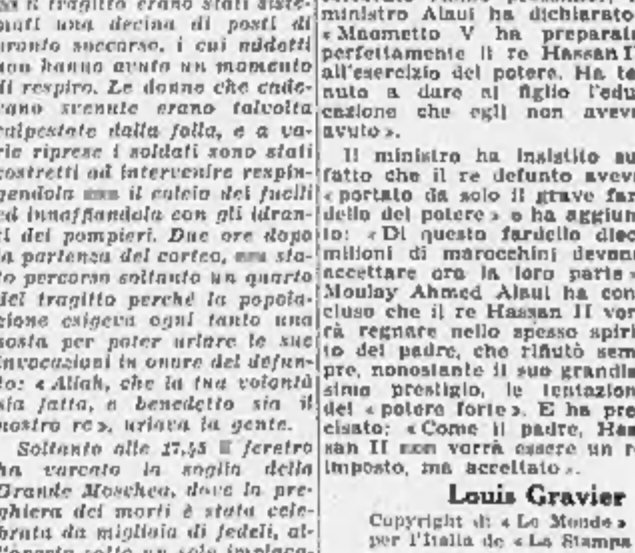 il tragitto erano stati siste-
mati una decina di posti di
pronto soccorso, i cui addetti
non hanno avuto un momento
di respiro. Le donne che cade-
vano svenute erano talvolta
calpestate dalla folla, e a va-
rie riprese i soldati sono stati
costretti ad intervenire respin-
gendola con il calcio dei fucili
ed innaffiandola con gli idran-
ti dei pompieri. Due ore dopo
la partenza del corteo, era sta-
to percorso soltanto un quarto
del tragitto perché la popola-
zione esigeva ogni tanto una
sosta per poter urlare le sue
invocazioni in onore del defun-
to: « Allah, che la tua volontà
sia fatta, e benedetto sia il
nostro re », urlava la gente.
Soltanto alle 17,45 il feretro
ha varcato la soglia della
Grande Moschea, dove la pre-
ghiera dei morti è stata cele-
brata da migliaia di fedeli, al-
sotto un sole implaca-
ministro Alaui ha dichiarato
« Maometto V ha preparat
perfettamente il re Hassan I
all'esercizio del potere. Ha te
nuto a dare al figlio l'edu
cazione che egli non avev
avuto ».
Il ministro ha insistito su
fatto che il re defunto avev
« portato da solo il grave far
dello del potere » e ha aggiun
to: « Di questo fardello diec
milioni di marocchini devon
accettare ora la loro parte »
Moulay Ahmed Alaui ha con
cluso che il re Hassan II vor
rà regnare nello spesso spiri
to del padre, che rifiutò sem
pre, nonostante il suo grandis
simo prestigio, le tentazion
del « potere forte ». E ha pre
cisato: « Come il padre, Has
san II non vorrà essere un r
imposto, ma accettato ».
Louis Gravier
Copyright di « Le Monde »
per l'Italia de « La Stampa